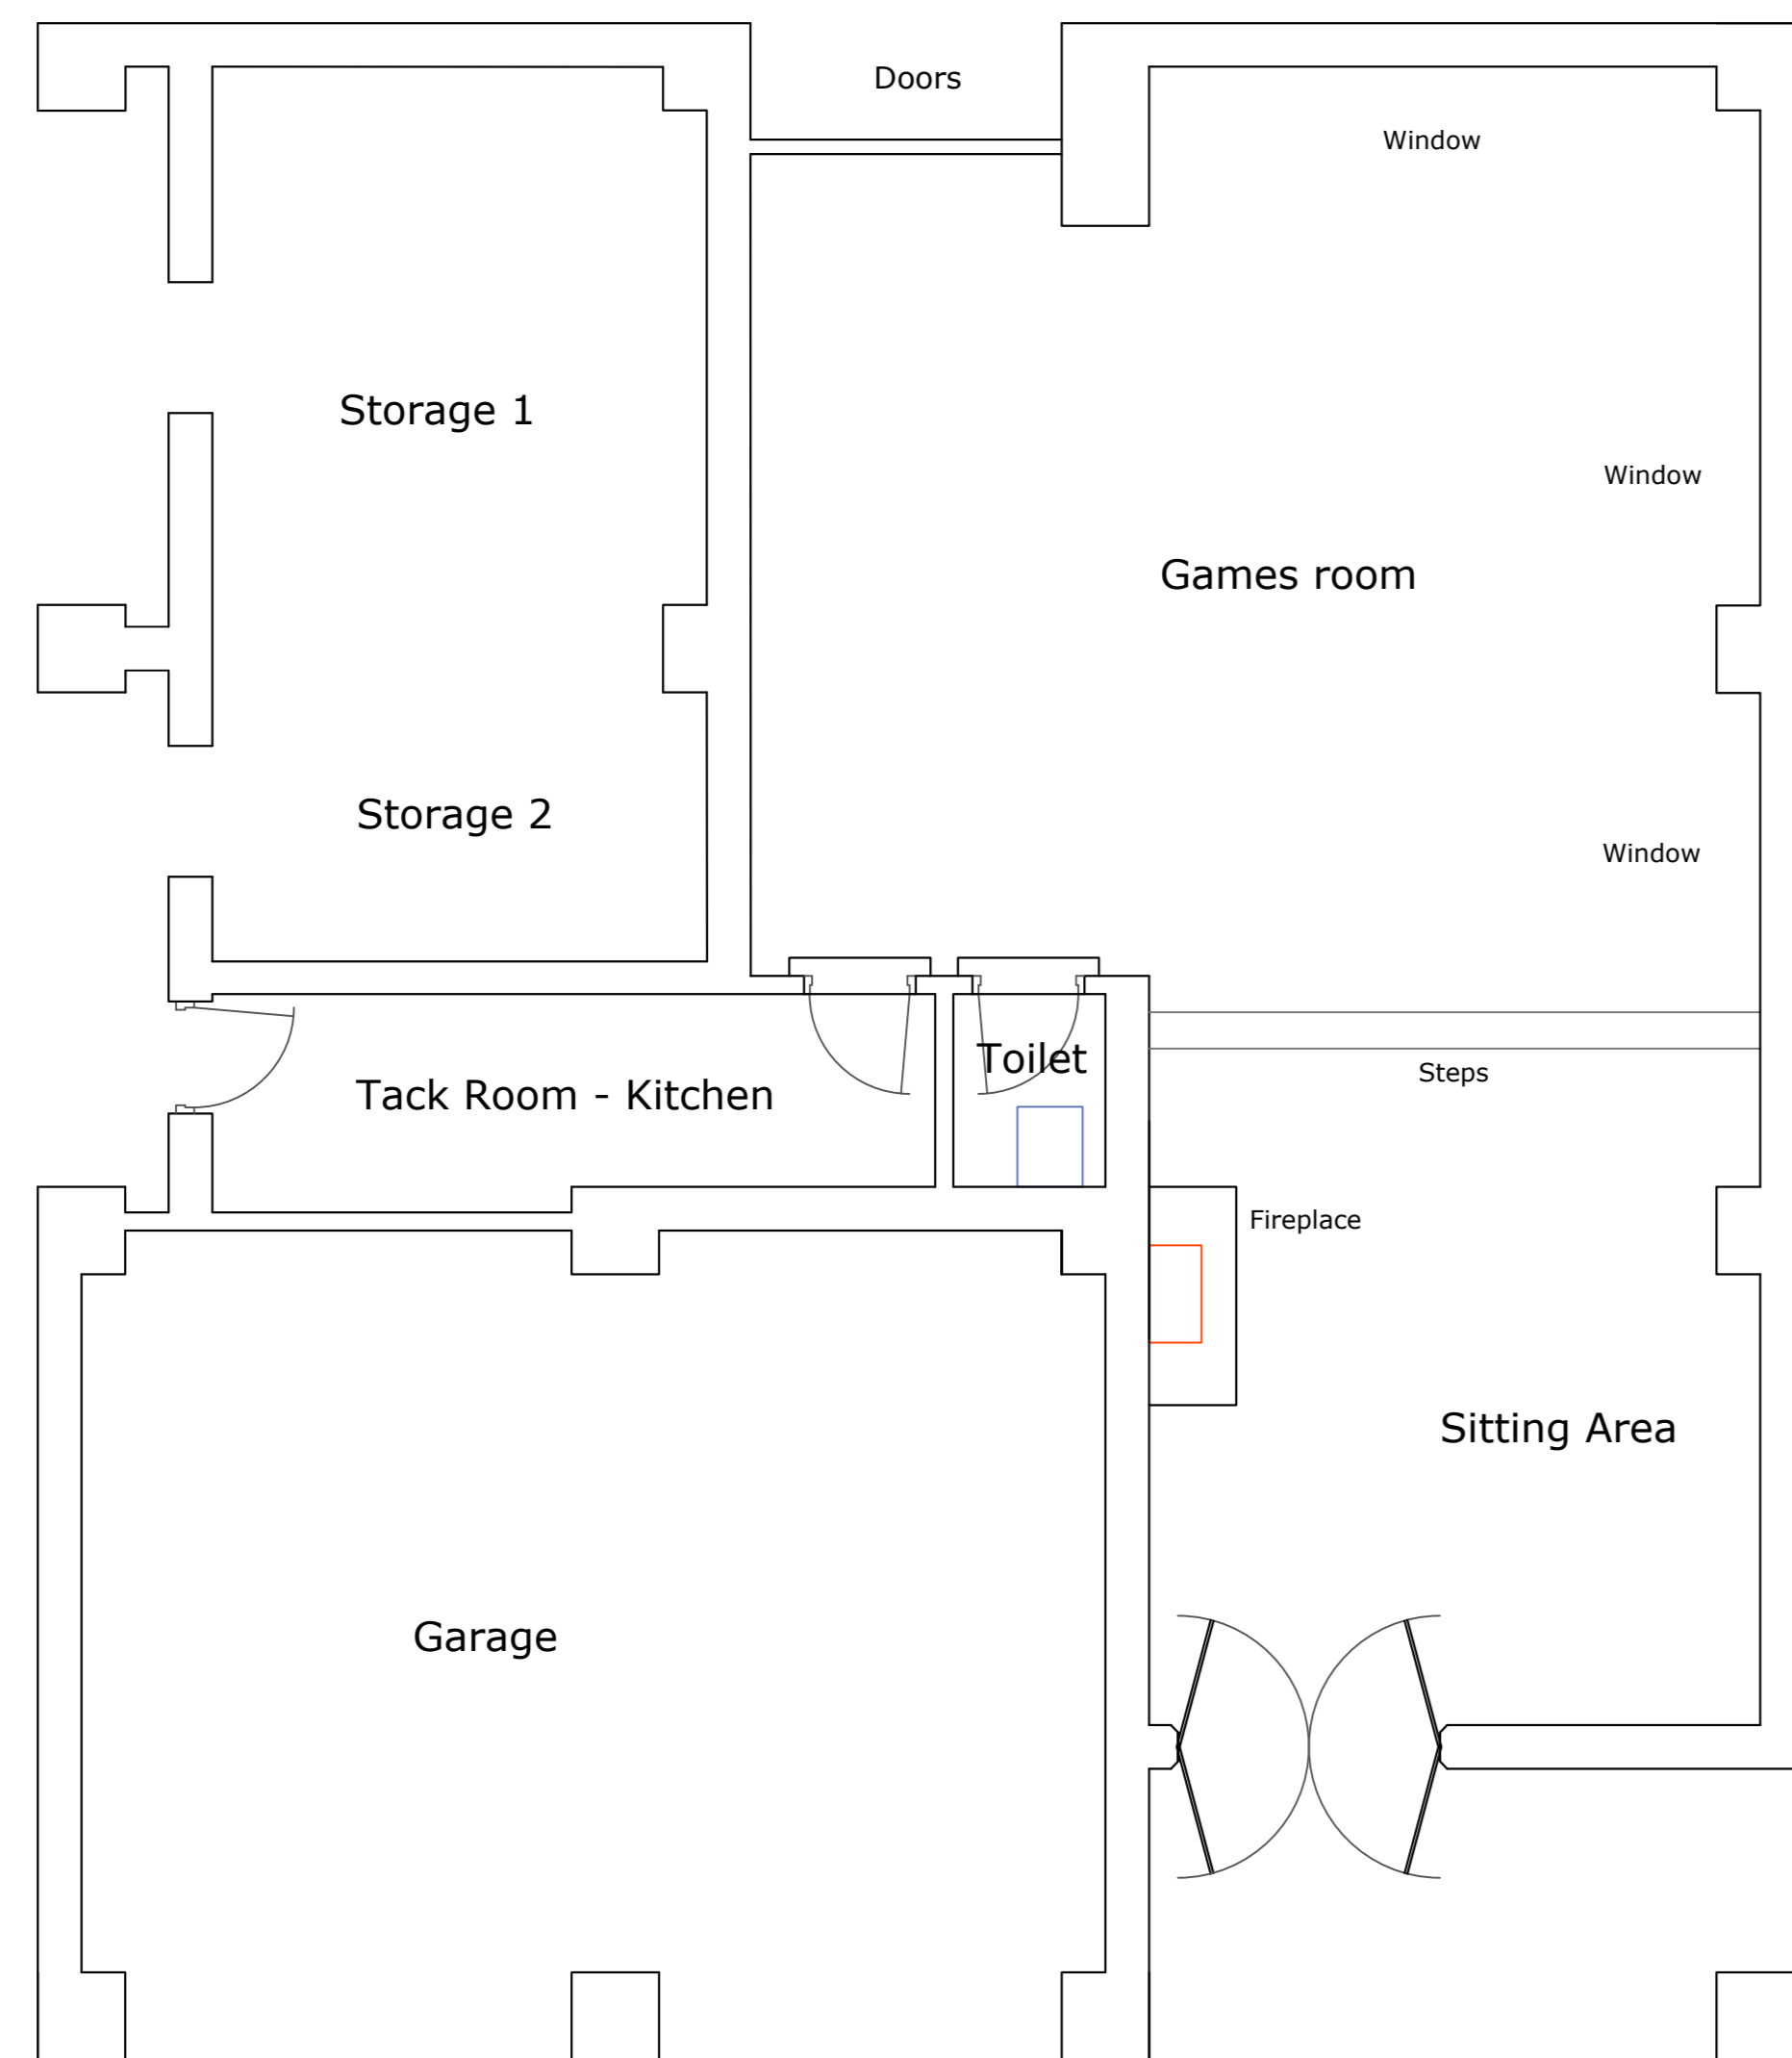 Doors
Window
Storage 1
Window
Games room
Storage 2
Window
Toilet
Steps
Tack Room - Kitchen
Fireplace
Sitting Area
Garage